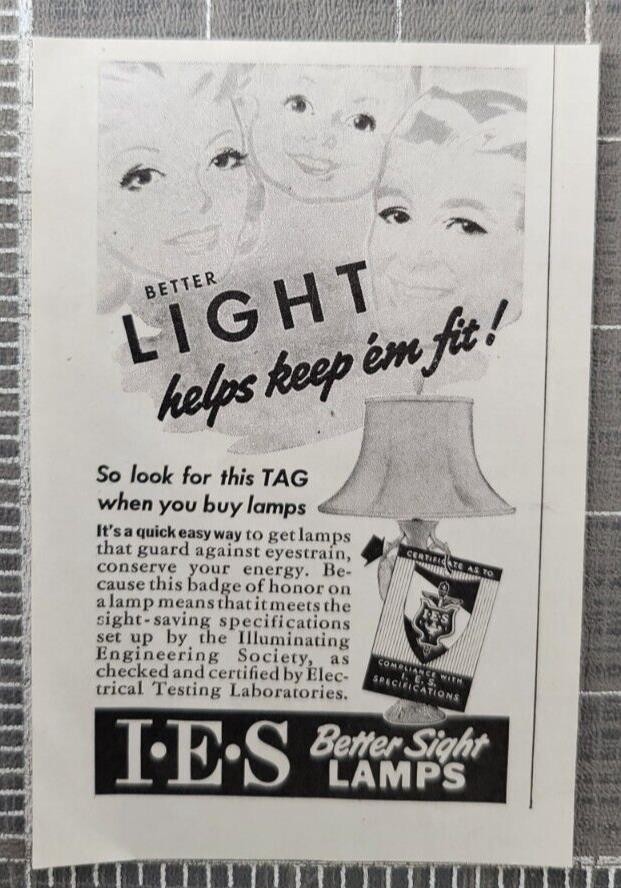 BETTER
LIGHT
helps keep 'em fit!
So look for this TAG
when you buy lamps
It's a quick easy way to get lamps
that guard against eyestrain,
conserve your energy. Be-
cause this badge of honor on
a lamp means that it meets the
sight-saving specifications
set up by the Illuminating
Engineering Society, as
checked and certified by Elec-
trical Testing Laboratories.
CERTIFICATE AS TO
I·E·S
COMPLIANCE WITH
I. E. S.
SPECIFICATIONS
I·E·S Better Sight
LAMPS